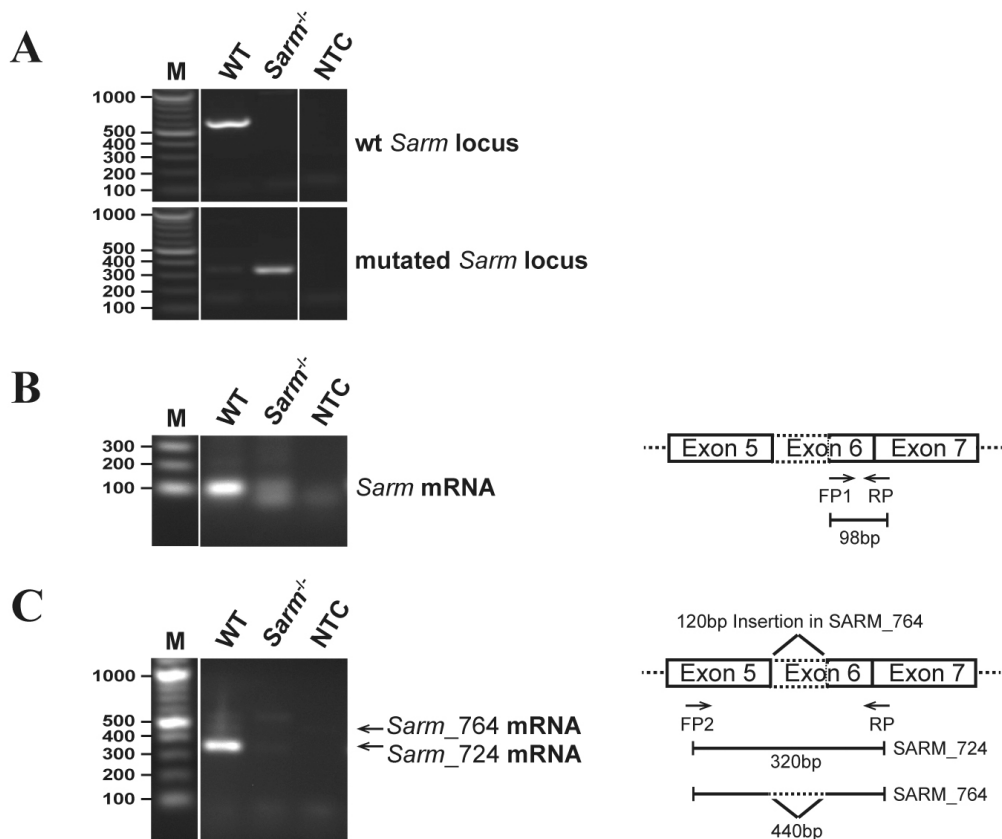 A
M WT Sarm-/- NTC
1000
500
400
300
200
100
wt Sarm locus
1000
500
400
300
200
100
mutated Sarm locus
B
M WT Sarm-/- NTC
300
200
100
Sarm mRNA
Exon 5 Exon 6 Exon 7
FP1 RP
98bp
C
M WT Sarm-/- NTC
1000
500
400
300
200
100
Sarm_764 mRNA
Sarm_724 mRNA
120bp Insertion in SARM_764
Exon 5 Exon 6 Exon 7
FP2 RP
SARM_724
320bp
SARM_764
440bp